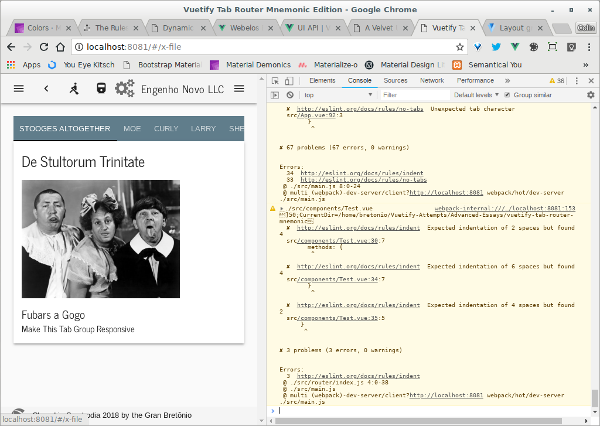 Vuetify Tab Router Mnemonic Edition - Google Chrome
Colors - M
The Rules
Dynamic
Webelos
UI API | V
A Velvet
Vuetify Ta
Layout g
Colin
localhost:8081/#/x-file
Apps
You Eye Kitsch
Bootstrap Material
Material Demonics
Materialize-o
Material Design Li
Semantical You
»
Engenho Novo LLC
STOOGES ALTOGETHER MOE CURLY LARRY SHE
De Stultorum Trinitate
Fubars a Gogo
Make This Tab Group Responsive
2018 by the Gran Bretônio
localhost:8081/#/x-file
Elements Console Sources Network Performance » 36
top Filter Default levels Group similar
✘ http://eslint.org/docs/rules/no-tabs Unexpected tab character
src/App.vue:92:3
}
^
✘ 67 problems (67 errors, 0 warnings)
Errors:
34 http://eslint.org/docs/rules/indent
33 http://eslint.org/docs/rules/no-tabs
@ ./src/main.js 8:0-24
@ multi (webpack)-dev-server/client?http://localhost:8081 webpack/hot/dev-server
./src/main.js
./src/components/Test.vue webpack-internal:///./localhost:8081:153
50;CurrentDir=/home/bretonio/Vuetify-Attempts/Advanced-Essays/vuetify-tab-router-
mnemonic
✘ http://eslint.org/docs/rules/indent Expected indentation of 2 spaces but found
4
src/components/Test.vue:30:7
methods: {
^
✘ http://eslint.org/docs/rules/indent Expected indentation of 6 spaces but found
4
src/components/Test.vue:34:7
}
^
✘ http://eslint.org/docs/rules/indent Expected indentation of 4 spaces but found
2
src/components/Test.vue:35:5
}
^
✘ 3 problems (3 errors, 0 warnings)
Errors:
3 http://eslint.org/docs/rules/indent
@ ./src/router/index.js 4:0-38
@ ./src/main.js
@ multi (webpack)-dev-server/client?http://localhost:8081 webpack/hot/dev-server
./src/main.js